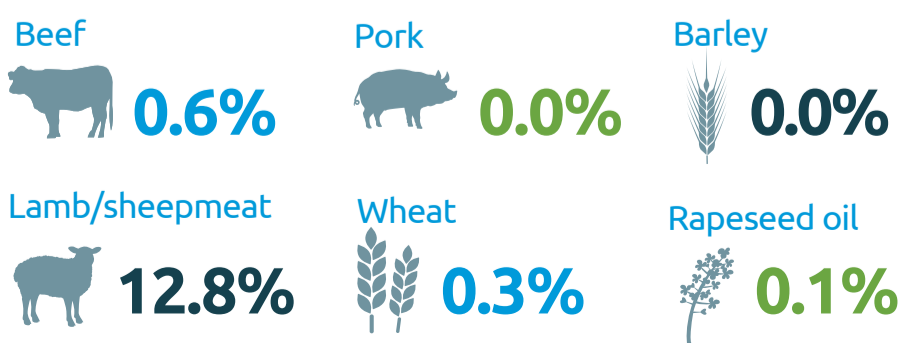 Beef
0.6%
Pork
0.0%
Barley
0.0%
Lamb/sheepmeat
12.8%
Wheat
0.3%
Rapeseed oil
0.1%